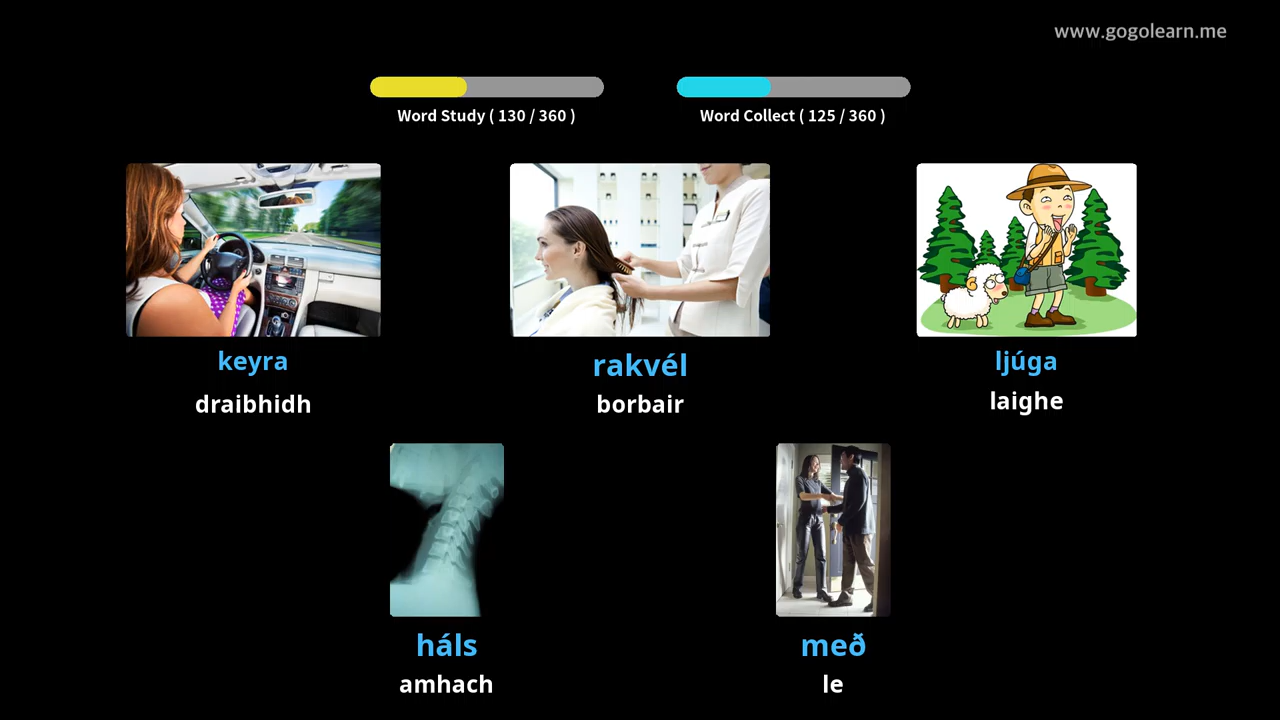 www.gogolearn.me
Word Study ( 130 / 360 )
Word Collect ( 125 / 360 )
keyra
draibhidh
rakvél
borbair
ljúga
laighe
háls
amhach
með
le